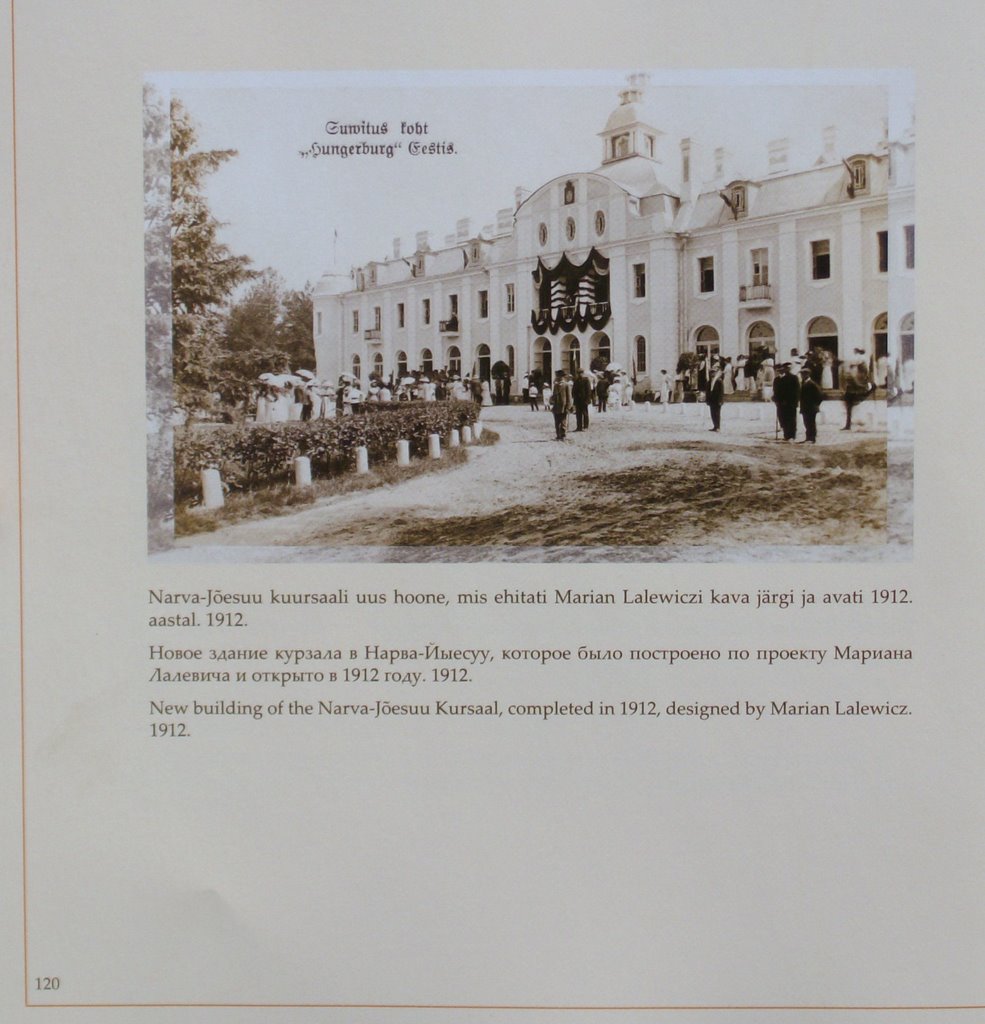 Suwitus koht
„Hungerburg“ Eestis.
Narva-Jõesuu kuursaali uus hoone, mis ehitati Marian Lalewiczi kava järgi ja avati 1912.
aastal. 1912.
Новое здание курзала в Нарва-Йыесуу, которое было построено по проекту Мариана
Лалевича и открыто в 1912 году. 1912.
New building of the Narva-Jõesuu Kursaal, completed in 1912, designed by Marian Lalewicz.
1912.
120